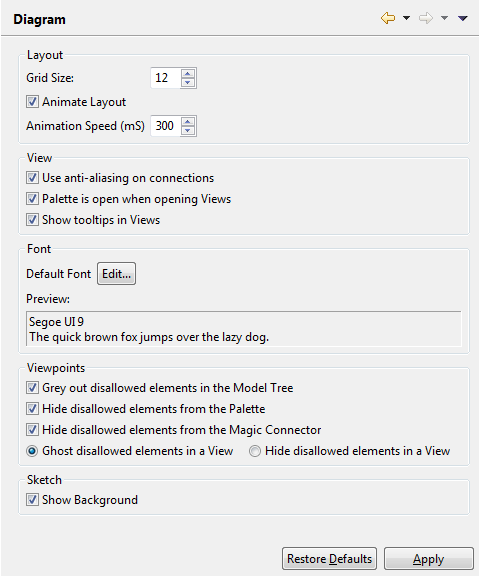 Diagram
Layout
Grid Size: 12
Animate Layout
Animation Speed (mS) 300
View
Use anti-aliasing on connections
Palette is open when opening Views
Show tooltips in Views
Font
Default Font Edit...
Preview:
Segoe UI 9
The quick brown fox jumps over the lazy dog.
Viewpoints
Grey out disallowed elements in the Model Tree
Hide disallowed elements from the Palette
Hide disallowed elements from the Magic Connector
Ghost disallowed elements in a View Hide disallowed elements in a View
Sketch
Show Background
Restore Defaults Apply